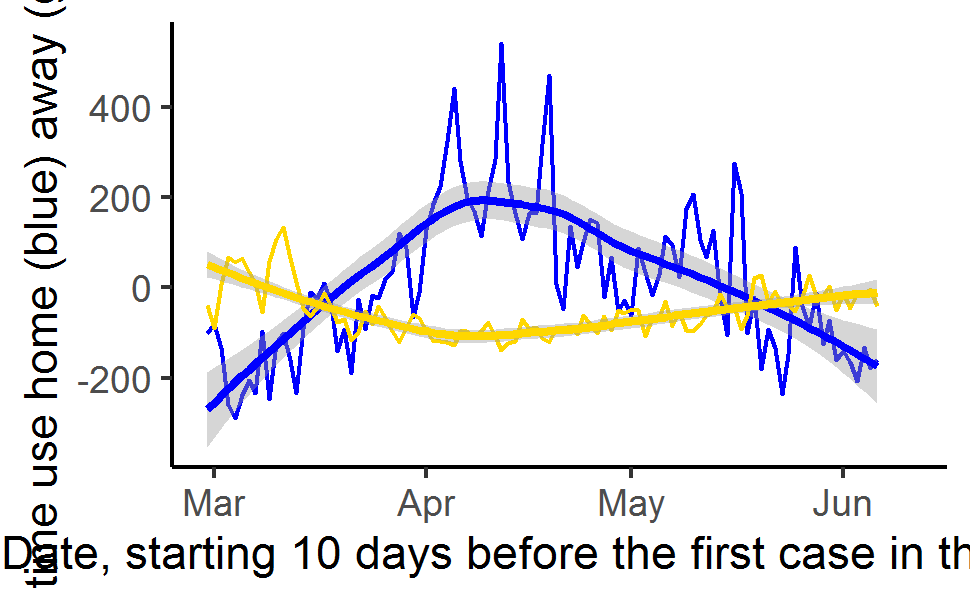 time use home (blue) away (
400
200
0
-200
Mar Apr May Jun
Date, starting 10 days before the first case in th